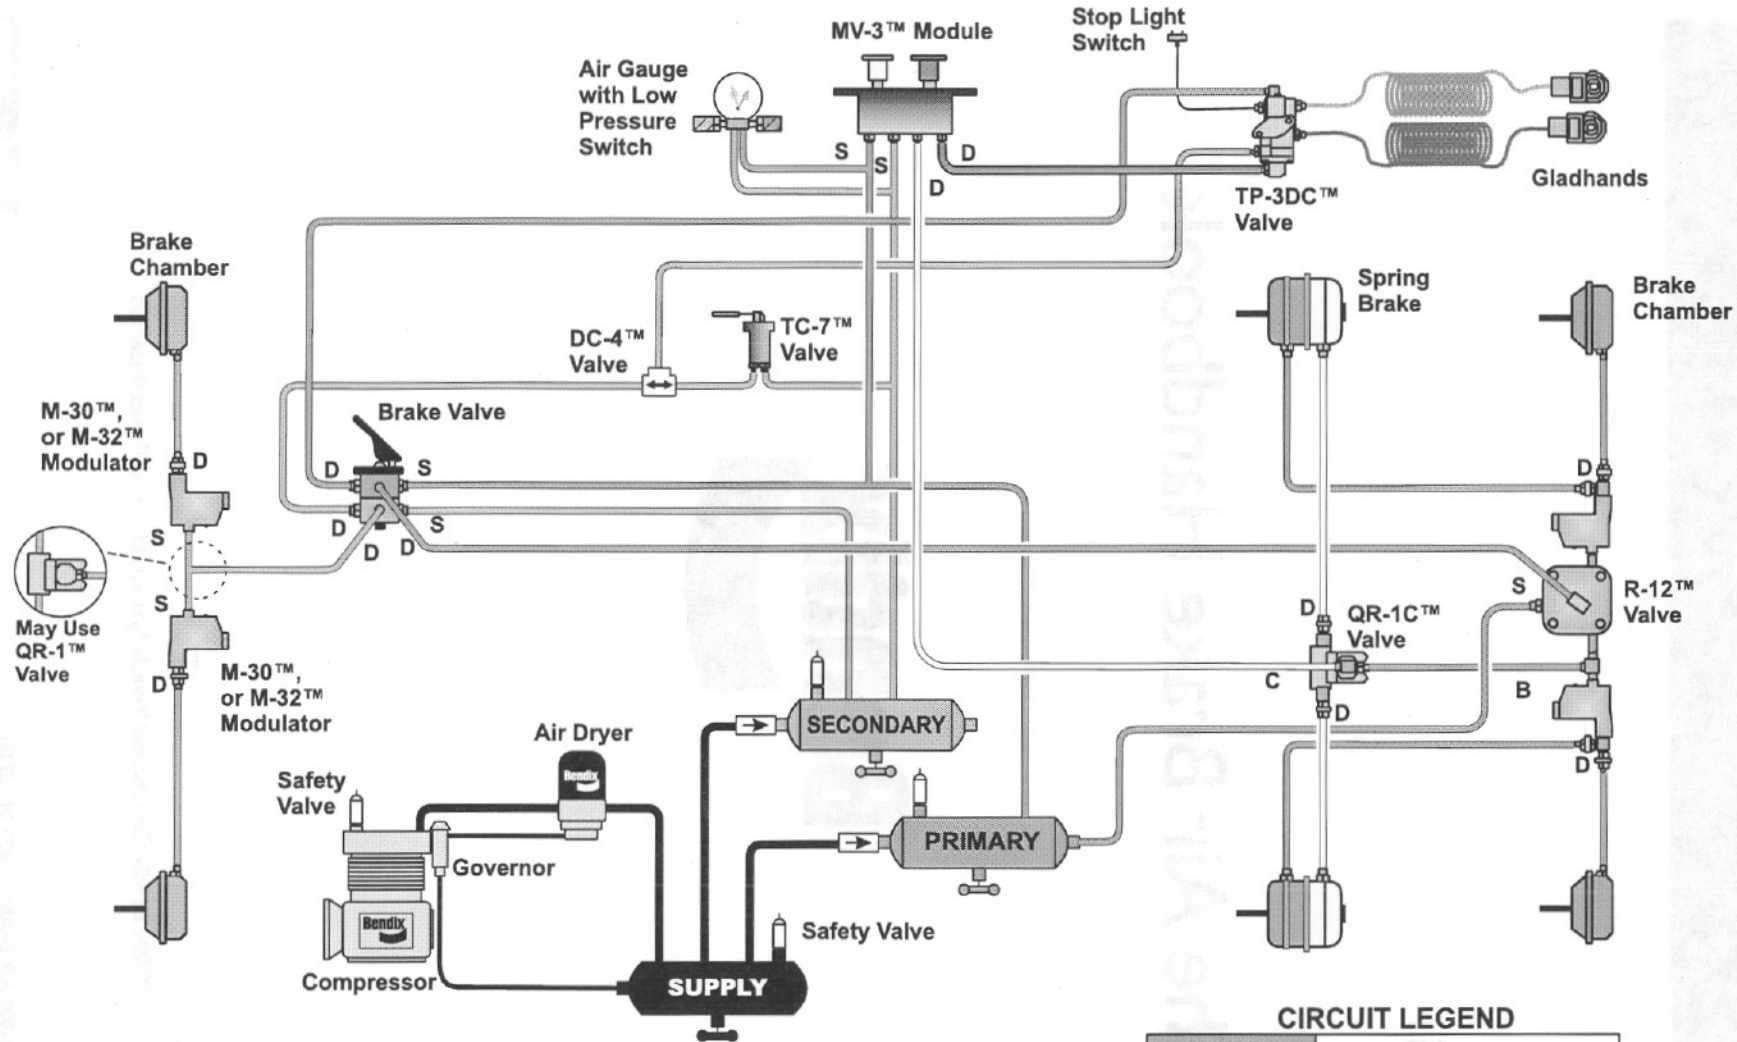 MV-3™ Module
Stop Light
Switch
Air Gauge
with Low
Pressure
Switch
S
S
D
D
TP-3DC™
Valve
Gladhands
Brake
Chamber
Spring
Brake
Brake
Chamber
DC-4™
Valve
TC-7™
Valve
M-30™,
or M-32™
Modulator
D
Brake Valve
D
S
D
S
D
D
D
S
S
May Use
QR-1™
Valve
D
M-30™,
or M-32™
Modulator
S
R-12™
Valve
D
QR-1C™
Valve
C
B
D
D
SECONDARY
Air Dryer
Bendix
Safety
Valve
PRIMARY
Governor
Bendix
Compressor
Safety Valve
SUPPLY
CIRCUIT LEGEND